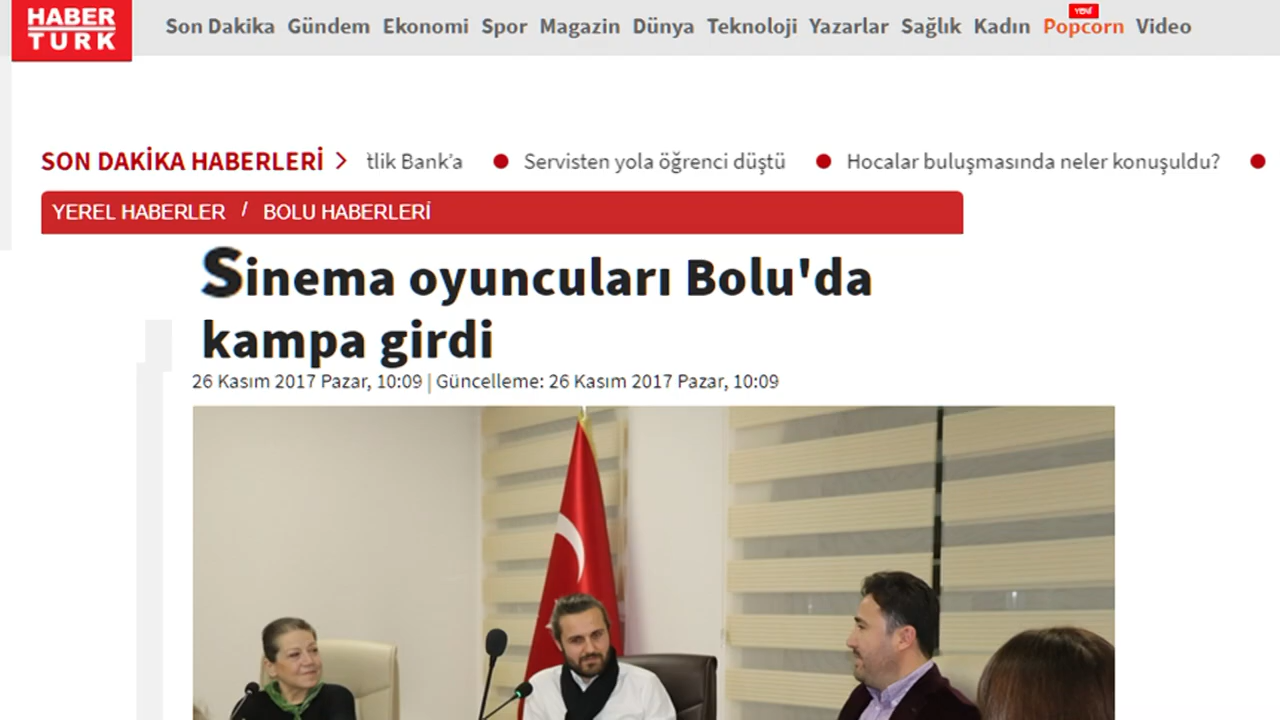 HABER
TURK
Son Dakika Gündem Ekonomi Spor Magazin Dünya Teknoloji Yazarlar Sağlık Kadın Popcorn Video
YENİ
SON DAKİKA HABERLERİ > tlik Bank'a ● Servisten yola öğrenci düştü ● Hocalar buluşmasında neler konuşuldu? ●
YEREL HABERLER / BOLU HABERLERİ
Sinema oyuncuları Bolu'da
kampa girdi
26 Kasım 2017 Pazar, 10:09 | Güncelleme: 26 Kasım 2017 Pazar, 10:09